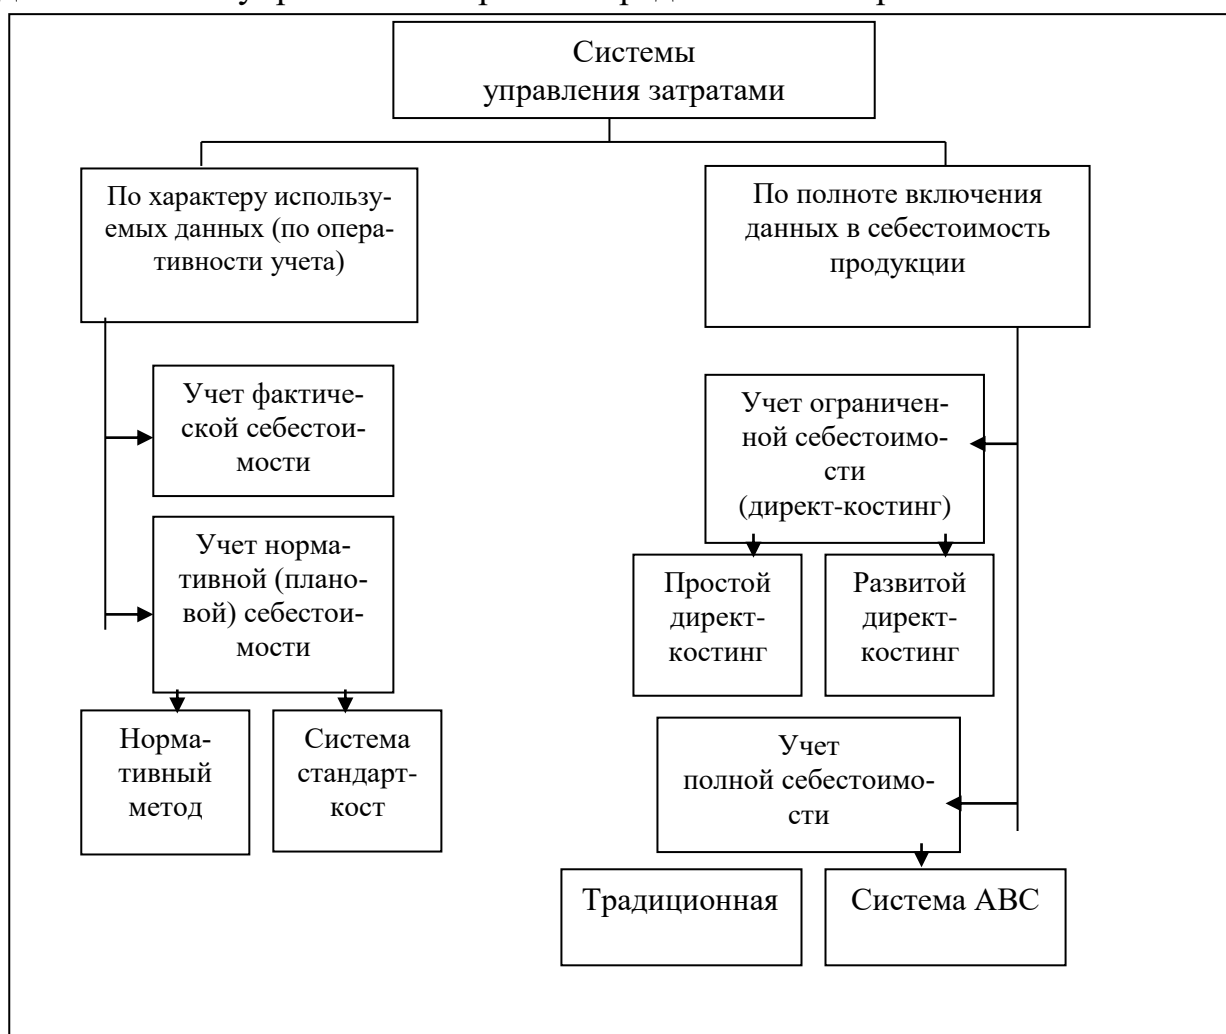 Системы
управления затратами
По характеру использу-
емых данных (по опера-
тивности учета)
По полноте включения
данных в себестоимость
продукции
Учет фактиче-
ской себестои-
мости
Учет норма-
тивной (плано-
вой) себестои-
мости
Норма-
тивный
метод
Система
стандарт-
кост
Учет ограничен-
ной себестоимо-
сти
(директ-костинг)
Простой
директ-
костинг
Развитой
директ-
костинг
Учет
полной себестоимо-
сти
Традиционная
Система АВС